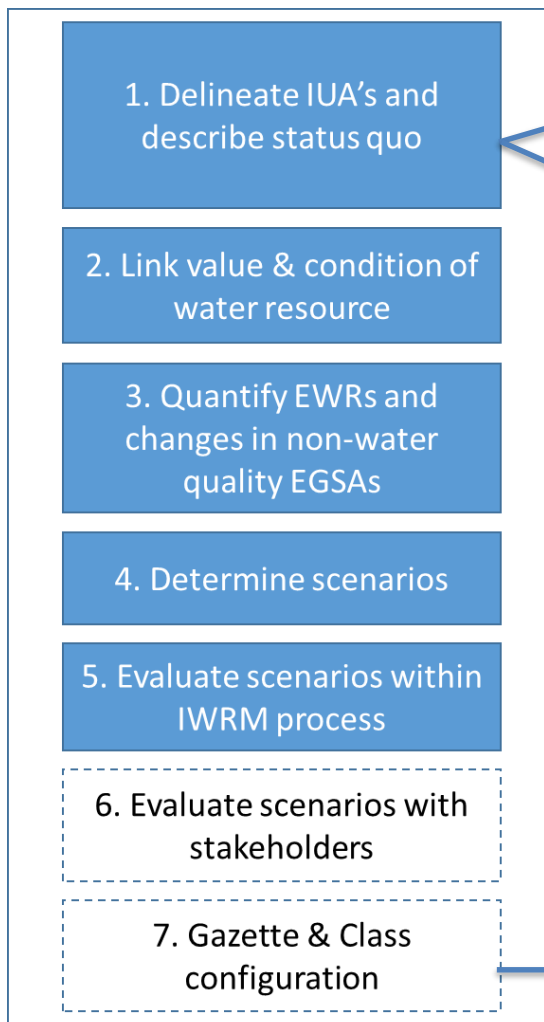 1. Delineate IUA’s and
describe status quo
2. Link value & condition of
water resource
3. Quantify EWRs and
changes in non-water
quality EGSAs
4. Determine scenarios
5. Evaluate scenarios within
IWRM process
6. Evaluate scenarios with
stakeholders
7. Gazette & Class
configuration